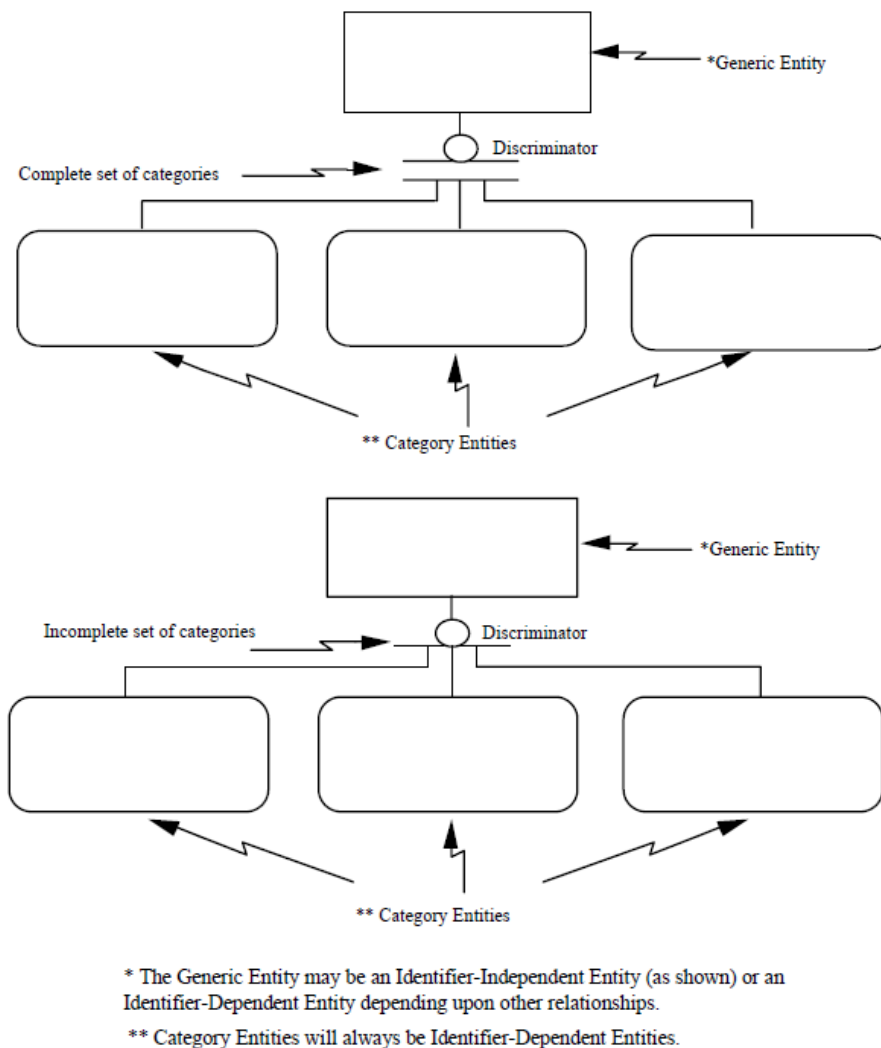 *Generic Entity
Discriminator
Complete set of categories
** Category Entities
*Generic Entity
Incomplete set of categories
Discriminator
** Category Entities
* The Generic Entity may be an Identifier-Independent Entity (as shown) or an
Identifier-Dependent Entity depending upon other relationships.
** Category Entities will always be Identifier-Dependent Entities.